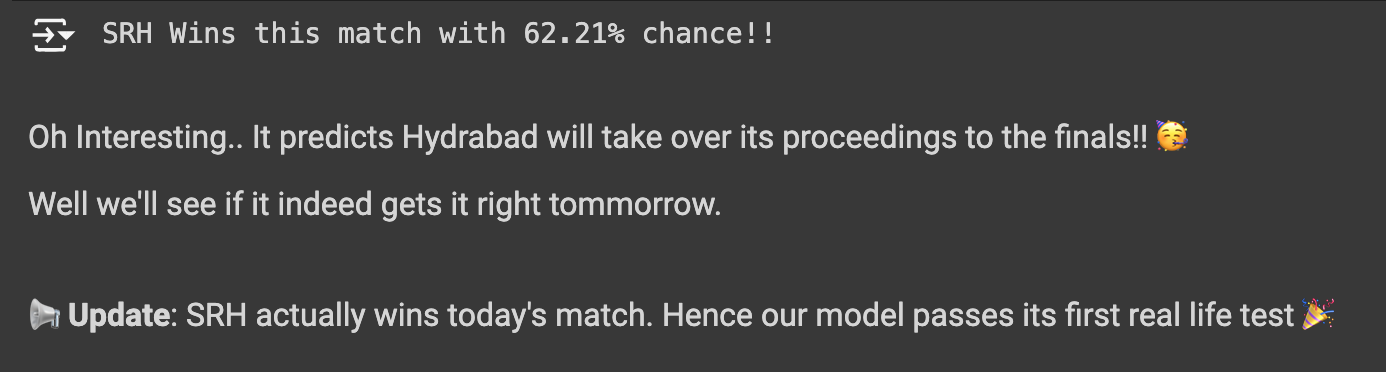 SRH Wins this match with 62.21% chance!!
Oh Interesting.. It predicts Hydrabad will take over its proceedings to the finals!! 🥳
Well we'll see if it indeed gets it right tommorrow.
📢 Update: SRH actually wins today's match. Hence our model passes its first real life test 🎉